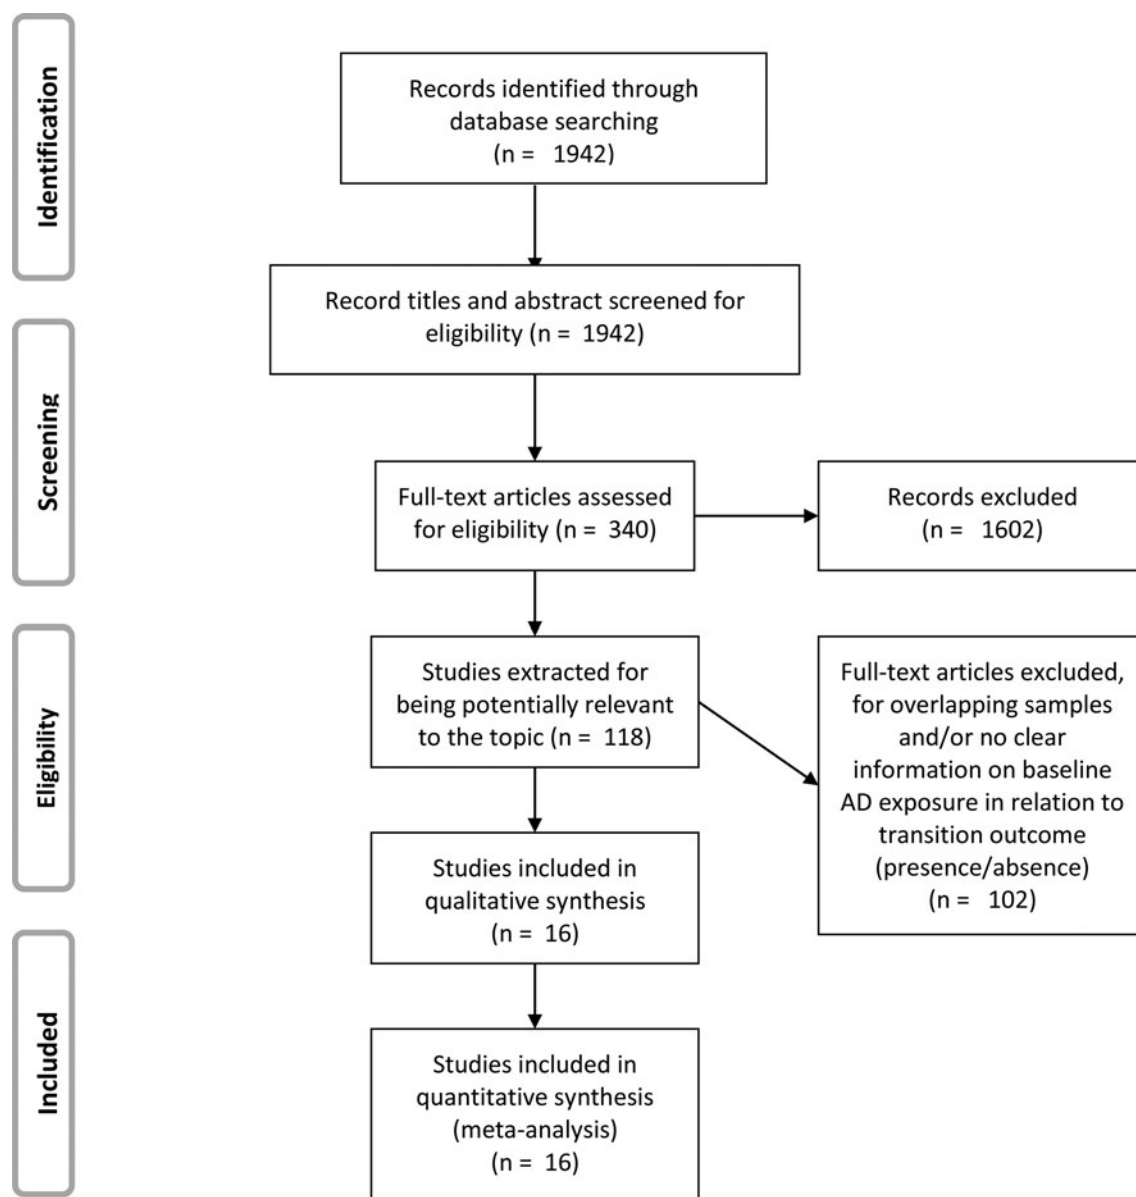 Identification
Records identified through
database searching
(n = 1942)
Record titles and abstract screened for
eligibility (n = 1942)
Screening
Full-text articles assessed
for eligibility (n = 340)
Records excluded
(n = 1602)
Eligibility
Studies extracted for
being potentially relevant
to the topic (n = 118)
Full-text articles excluded,
for overlapping samples
and/or no clear
information on baseline
AD exposure in relation to
transition outcome
(presence/absence)
(n = 102)
Studies included in
qualitative synthesis
(n = 16)
Included
Studies included in
quantitative synthesis
(meta-analysis)
(n = 16)